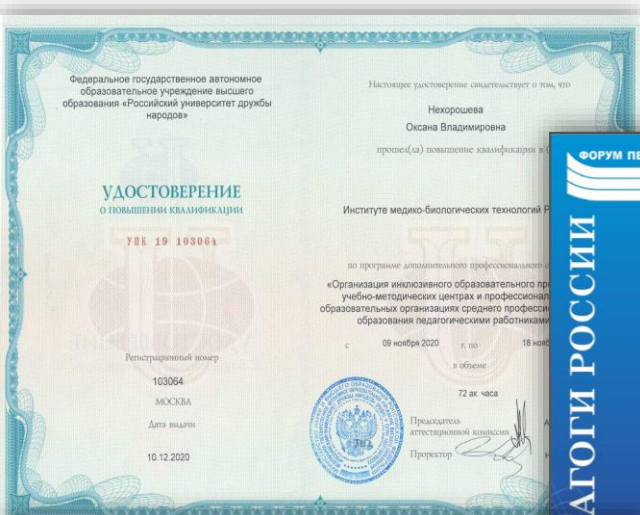 Федеральное государственное автономное
образовательное учреждение высшего
образования «Российский университет дружбы
народов»
УДОСТОВЕРЕНИЕ
О ПОВЫШЕНИИ КВАЛИФИКАЦИИ
УПК 19 103064
Регистрационный номер
103064
МОСКВА
Дата выдачи
10.12.2020
Настоящее удостоверение свидетельствует о том, что
Нехорошева
Оксана Владимировна
прошел(ла) повышение квалификации в
Институте медико-биологических технологий
по программе дополнительного профессионального
«Организация инклюзивного образовательного
учебно-методических центрах и
образовательных организациях среднего
образования педагогическими работниками
с 09 ноября 2020 г. по 18
в объеме
72 ак. часа
Председатель
аттестационной комиссии
Проректор
ФОРУМ
АГОГИ РОССИИ